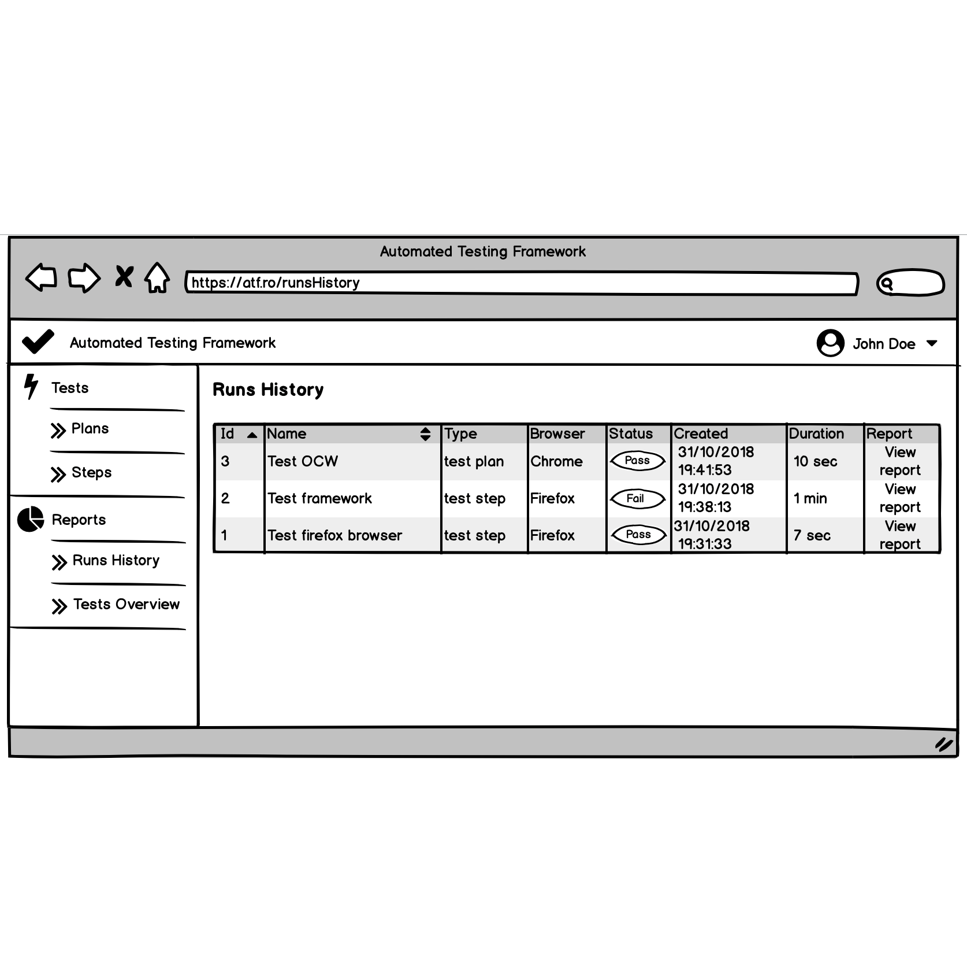 Automated Testing Framework
https://atf.ro/runsHistory
Automated Testing Framework
John Doe
Tests
Plans
Steps
Reports
Runs History
Tests Overview
Runs History
Id Name Type Browser Status Created Duration Report
3 Test OCW test plan Chrome Pass 31/10/2018 19:41:53 10 sec View report
2 Test framework test step Firefox Fail 31/10/2018 19:38:13 1 min View report
1 Test firefox browser test step Firefox Pass 31/10/2018 19:31:33 7 sec View report